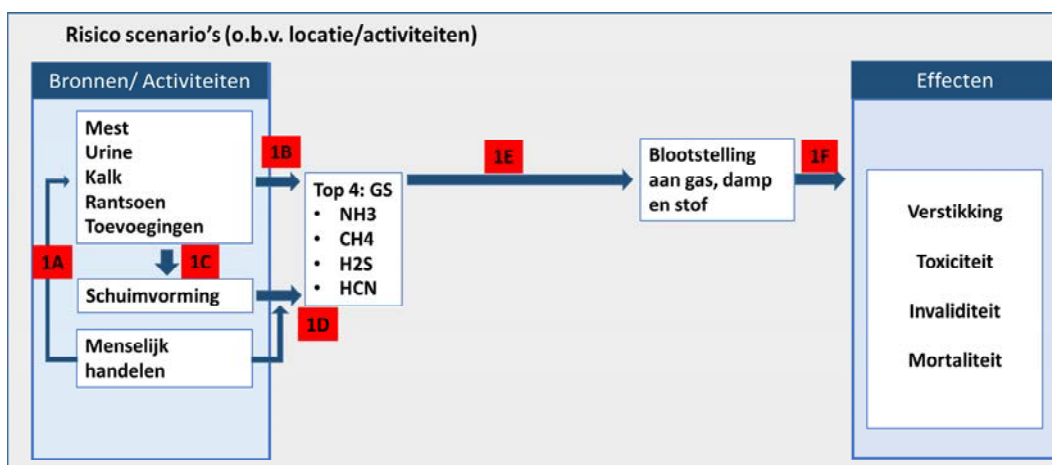 Risico scenario's (o.b.v. locatie/activiteiten)
Bronnen/ Activiteiten
Mest
Urine
Kalk
Rantsoen
Toevoegingen
1A
1B
1C
Schuimvorming
Menselijk
handelen
1D
Top 4: GS
• NH3
• CH4
• H2S
• HCN
1E
Blootstelling
aan gas, damp
en stof
1F
Effecten
Verstikking
Toxiciteit
Invaliditeit
Mortaliteit